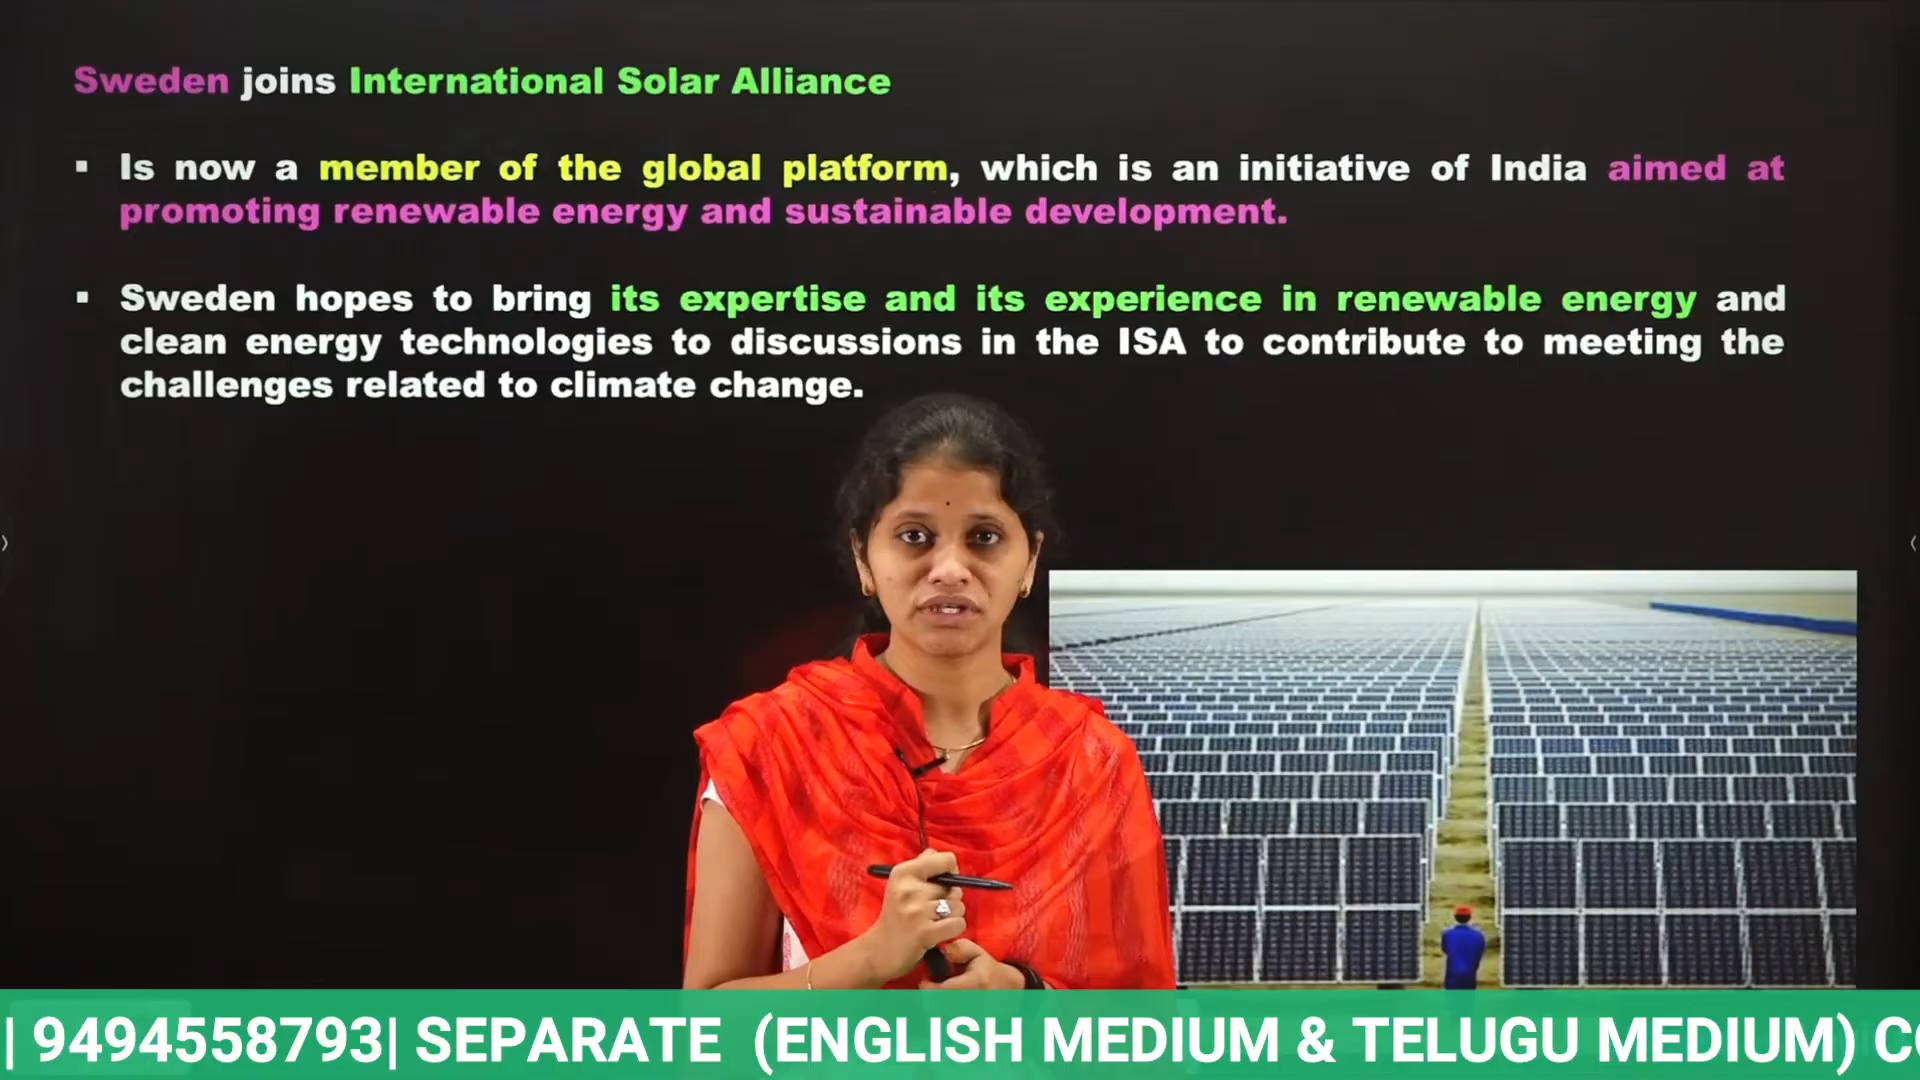 Sweden joins International Solar Alliance
▪ Is now a member of the global platform, which is an initiative of India aimed at
promoting renewable energy and sustainable development.
▪ Sweden hopes to bring its expertise and its experience in renewable energy and
clean energy technologies to discussions in the ISA to contribute to meeting the
challenges related to climate change.
| 9494558793| SEPARATE (ENGLISH MEDIUM & TELUGU MEDIUM)